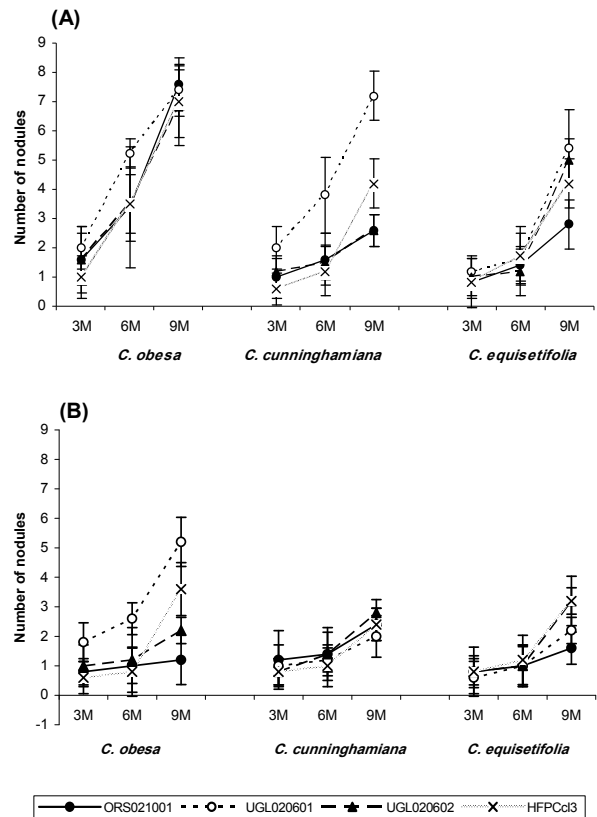 (A)
9
8
7
6
5
4
3
2
1
0
Number of nodules
3M 6M 9M 3M 6M 9M 3M 6M 9M
C. obesa C. cunninghamiana C. equisetifolia
(B)
9
8
7
6
5
4
3
2
1
0
-1
Number of nodules
3M 6M 9M 3M 6M 9M 3M 6M 9M
C. obesa C. cunninghamiana C. equisetifolia
ORS021001 UGL020601 UGL020602 HFPCcl3